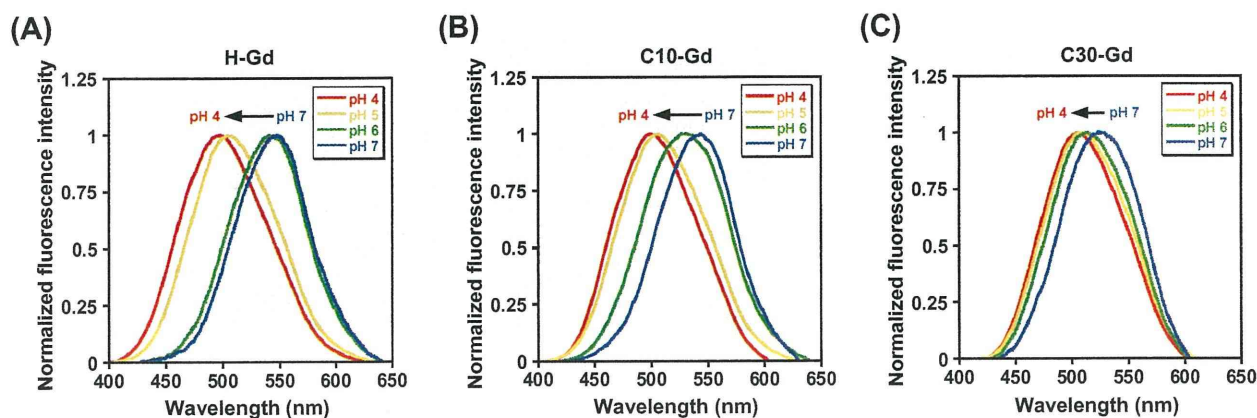 (A)
H-Gd
Normalized fluorescence intensity
1.25
1
0.75
0.5
0.25
0
pH 4
pH 7
pH 4
pH 5
pH 6
pH 7
400 450 500 550 600 650
Wavelength (nm)
(B)
C10-Gd
Normalized fluorescence intensity
1.25
1
0.75
0.5
0.25
0
pH 4
pH 7
pH 4
pH 5
pH 6
pH 7
400 450 500 550 600 650
Wavelength (nm)
(C)
C30-Gd
Normalized fluorescence intensity
1.25
1
0.75
0.5
0.25
0
pH 4
pH 7
pH 4
pH 5
pH 6
pH 7
400 450 500 550 600 650
Wavelength (nm)